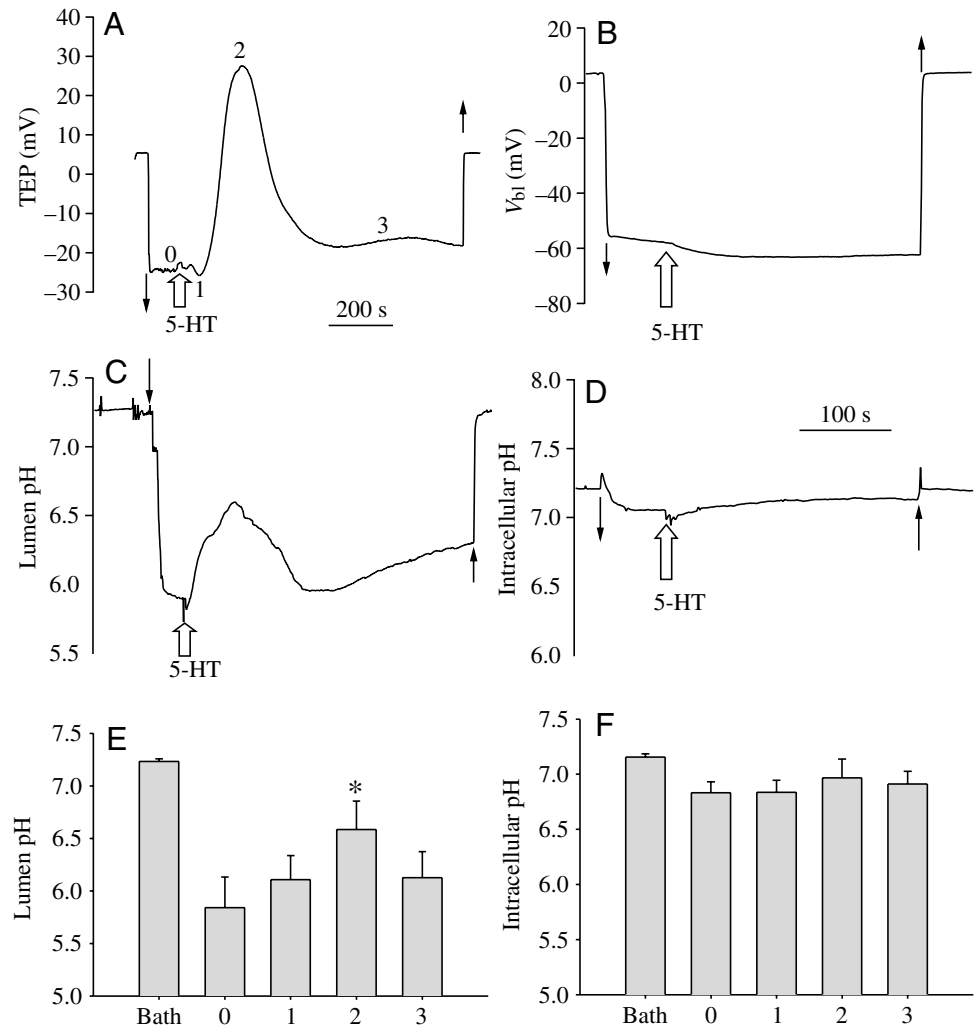 A
40
30
20
10
0
–10
–20
–30
TEP (mV)
2
0
1
3
5-HT
200 s
B
20
0
–20
–40
–60
–80
Vbl (mV)
5-HT
C
7.5
7.0
6.5
6.0
5.5
Lumen pH
5-HT
D
8.0
7.5
7.0
6.5
6.0
Intracellular pH
100 s
5-HT
E
7.5
7.0
6.5
6.0
5.5
5.0
Lumen pH
*
Bath 0 1 2 3
F
7.5
7.0
6.5
6.0
5.5
5.0
Intracellular pH
Bath 0 1 2 3